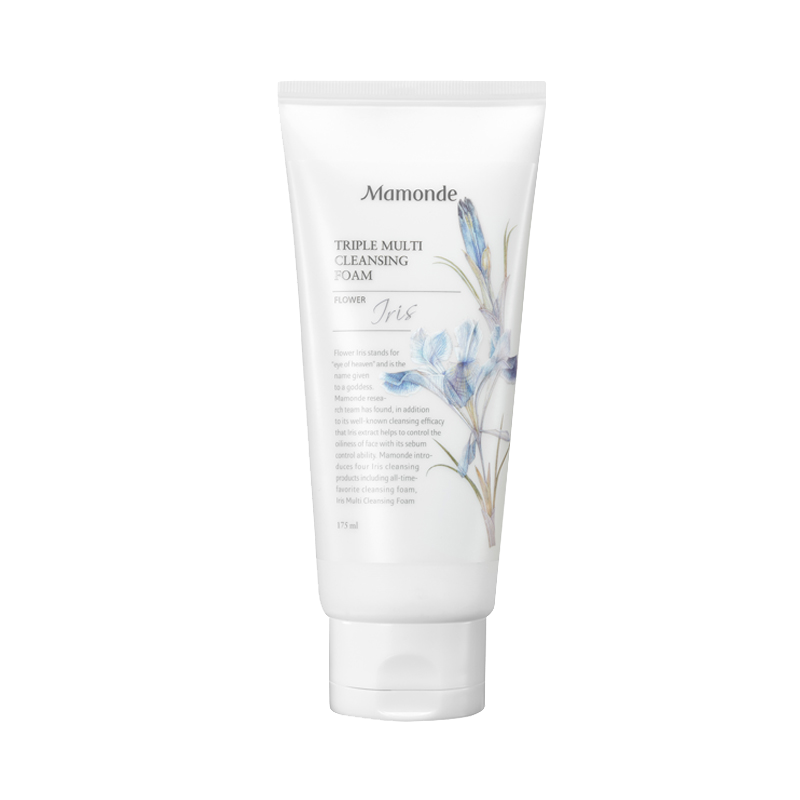 Mamonde
TRIPLE MULTI
CLEANSING
FOAM
FLOWER
Iris
Flower Iris stands for
"eye of heaven" and is the
name given
to a goddess.
Mamonde resea-
rch team has found, in addition
to its well-known cleansing efficacy
that Iris extract helps to control the
oiliness of face with its sebum
control ability. Mamonde intro-
duces four Iris cleansing
products including all-time-
favorite cleansing foam,
Iris Multi Cleansing Foam
175 ml